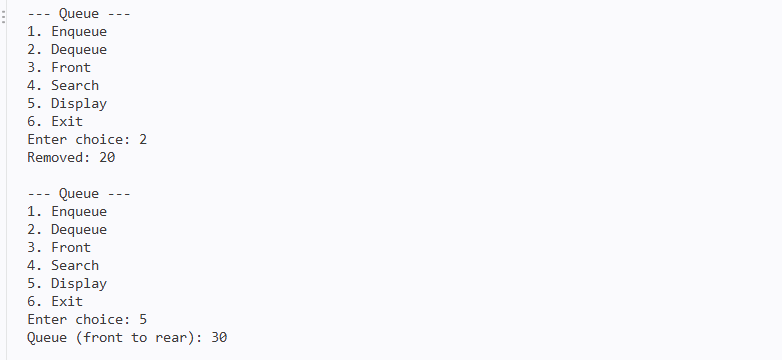 --- Queue ---
1. Enqueue
2. Dequeue
3. Front
4. Search
5. Display
6. Exit
Enter choice: 2
Removed: 20

--- Queue ---
1. Enqueue
2. Dequeue
3. Front
4. Search
5. Display
6. Exit
Enter choice: 5
Queue (front to rear): 30